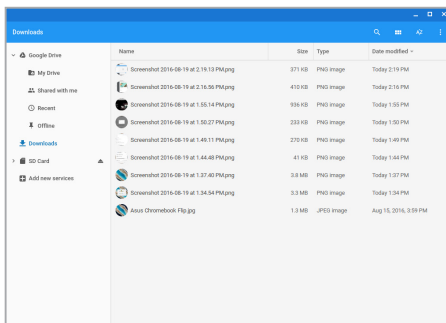 Downloads
Google Drive
My Drive
Shared with me
Recent
Offline
Downloads
SD Card
Add new services
Name Size Type Date modified
Screenshot 2016-08-19 at 2.19.13 PM.png 371 KB PNG image Today 2:19 PM
Screenshot 2016-08-19 at 2.16.56 PM.png 410 KB PNG image Today 2:16 PM
Screenshot 2016-08-19 at 1.55.14 PM.png 936 KB PNG image Today 1:55 PM
Screenshot 2016-08-19 at 1.50.27 PM.png 233 KB PNG image Today 1:50 PM
Screenshot 2016-08-19 at 1.49.11 PM.png 270 KB PNG image Today 1:49 PM
Screenshot 2016-08-19 at 1.44.48 PM.png 41 KB PNG image Today 1:44 PM
Screenshot 2016-08-19 at 1.37.40 PM.png 3.8 MB PNG image Today 1:37 PM
Screenshot 2016-08-19 at 1.34.54 PM.png 3.3 MB PNG image Today 1:34 PM
Asus Chromebook Flip.jpg 1.3 MB JPEG image Aug 15, 2016, 3:59 PM